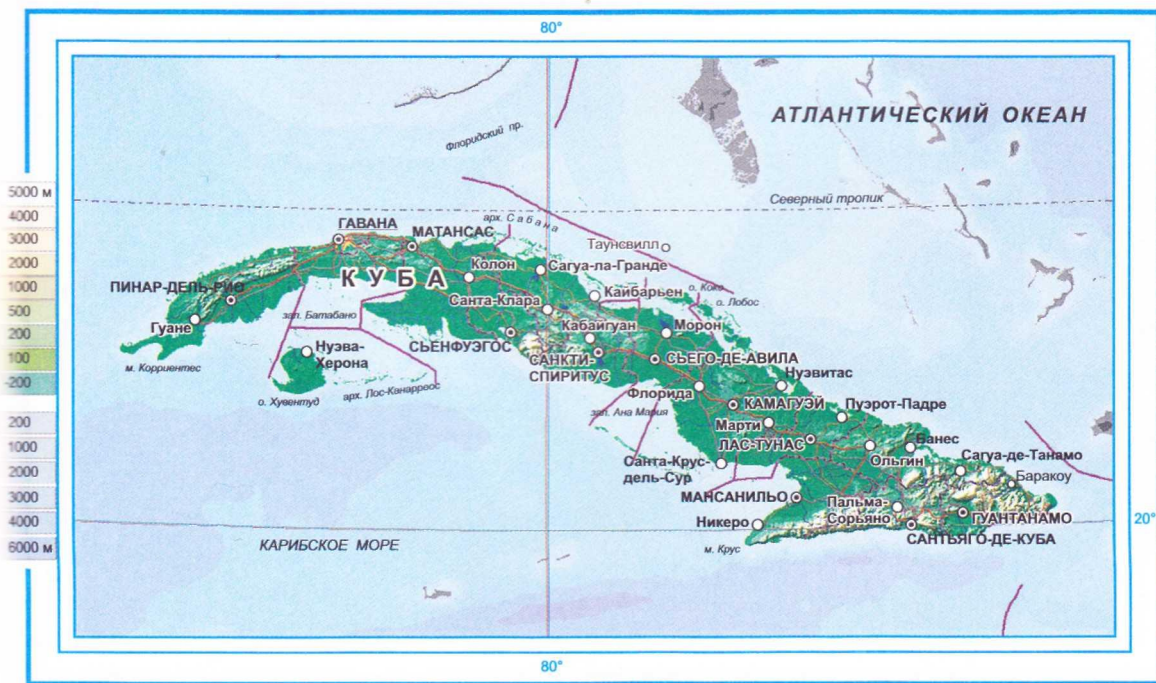 80°
АТЛАНТИЧЕСКИЙ ОКЕАН
Флоридский пр.
5000 м
4000
3000
2000
1000
500
200
100
-200
200
1000
2000
3000
4000
6000 м
Северный тропик
арх. Сабана
ГАВАНА
МАТАНСАС
Таунсвилл
КУБА
Колон
Сагуа-ла-Гранде
ПИНАР-ДЕЛЬ-РИО
Санта-Клара
Кайбарьен
о. Коко
о. Лобос
зал. Батабано
Гуане
Кабайгуан
Морон
СЬЕНФУЭГОС
Нуэва-
Херона
САНКТИ-
СПИРИТУС
СЬЕГО-ДЕ-АВИЛА
м. Корриентес
Нуэвитас
о. Хувентуд
арх. Лос-Канарреос
Флорида
КАМАГУЭЙ
Пуэрот-Падре
зал. Ана Мария
Марти
ЛАС-ТУНАС
Банес
Ольгин
Сагуа-де-Танамо
Санта-Крус-
дель-Сур
Баракоу
МАНСАНИЛЬО
Пальма-
Сорьяно
ГУАНТАНАМО
Никеро
САНТЬЯГО-ДЕ-КУБА
20°
КАРИБСКОЕ МОРЕ
м. Крус
80°